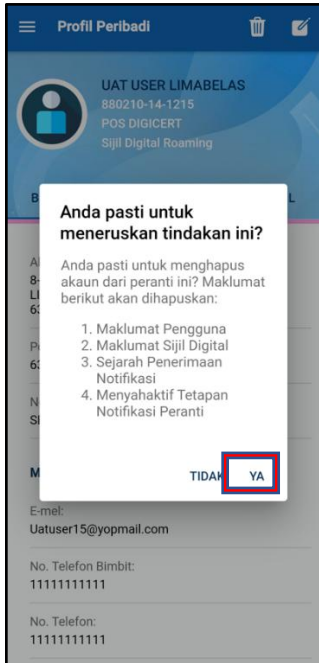 Profil Peribadi
UAT USER LIMABELAS
880210-14-1215
POS DIGICERT
Sijil Digital Roaming
B
L
Anda pasti untuk
meneruskan tindakan ini?
Anda pasti untuk menghapus
akaun dari peranti ini? Maklumat
berikut akan dihapuskan:
1. Maklumat Pengguna
2. Maklumat Sijil Digital
3. Sejarah Penerimaan
Notifikasi
4. Menyahaktif Tetapan
Notifikasi Peranti
TIDAK YA
E-mel:
Uatuser15@yopmail.com
No. Telefon Bimbit:
11111111111
No. Telefon:
11111111111